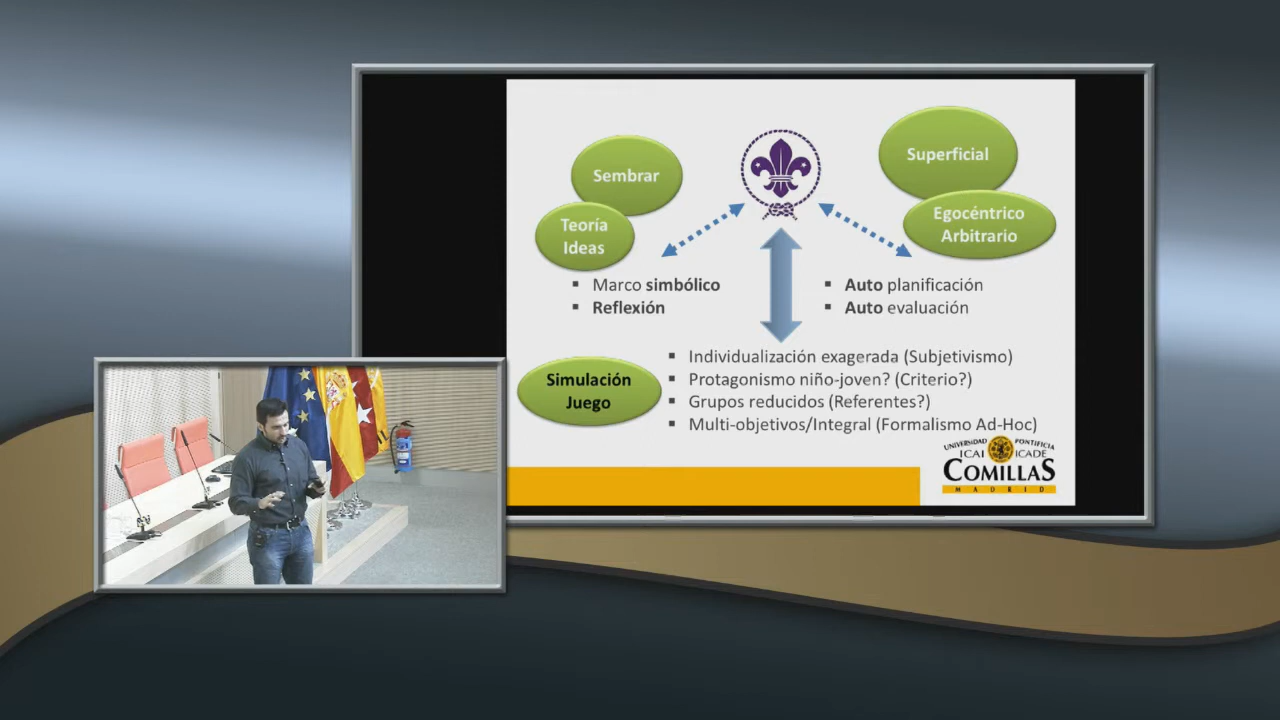 Sembrar
Teoría
Ideas
Superficial
Egocéntrico
Arbitrario
▪ Marco simbólico
▪ Reflexión
▪ Auto planificación
▪ Auto evaluación
Simulación
Juego
▪ Individualización exagerada (Subjetivismo)
▪ Protagonismo niño-joven? (Criterio?)
▪ Grupos reducidos (Referentes?)
▪ Multi-objetivos/Integral (Formalismo Ad-Hoc)
UNIVERSIDAD PONTIFICIA
ICAI ICADE
COMILLAS
MADRID